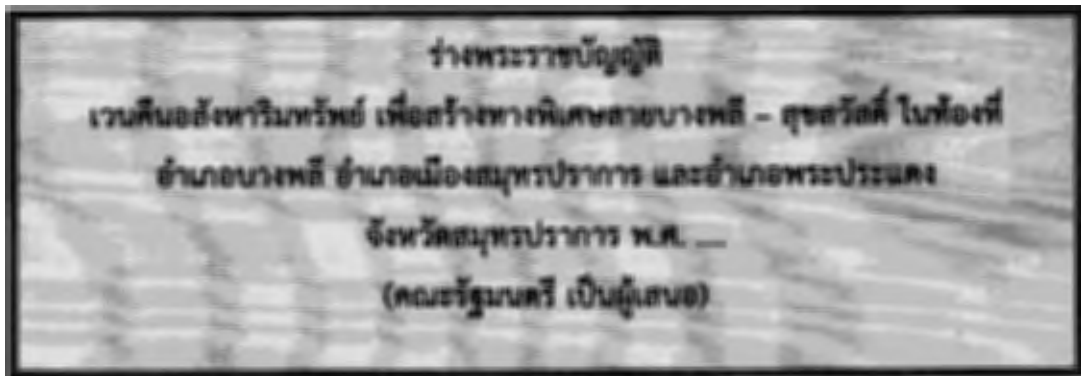 ร่างพระราชบัญญัติ
เวนคืนอสังหาริมทรัพย์ เพื่อสร้างทางพิเศษสายบางพลี – สุขสวัสดิ์ ในท้องที่
อำเภอบางพลี อำเภอเมืองสมุทรปราการ และอำเภอพระประแดง
จังหวัดสมุทรปราการ พ.ศ. ....
(คณะรัฐมนตรี เป็นผู้เสนอ)